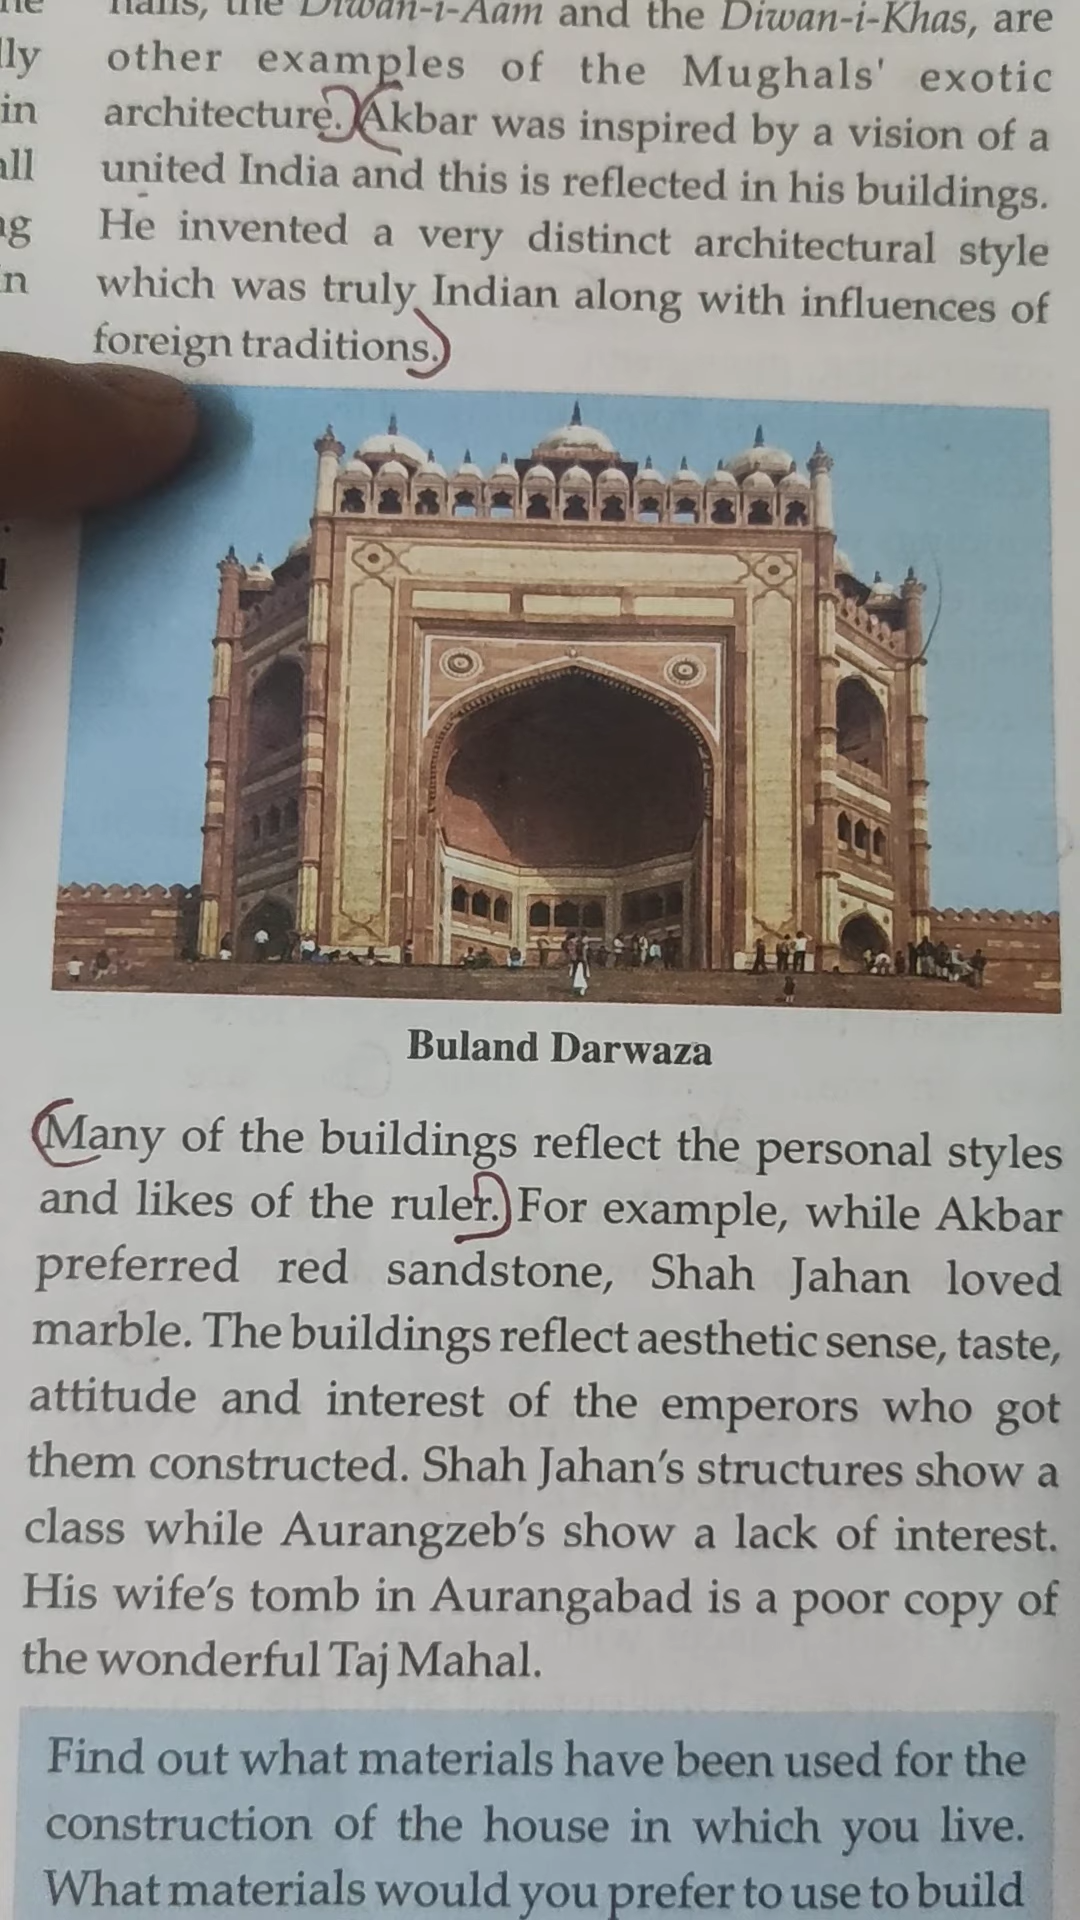 lly
in
all
ng
in
halls, the Diwan-i-Aam and the Diwan-i-Khas, are
other examples of the Mughals' exotic
architecture. Akbar was inspired by a vision of a
united India and this is reflected in his buildings.
He invented a very distinct architectural style
which was truly Indian along with influences of
foreign traditions.
Buland Darwaza
Many of the buildings reflect the personal styles
and likes of the ruler. For example, while Akbar
preferred red sandstone, Shah Jahan loved
marble. The buildings reflect aesthetic sense, taste,
attitude and interest of the emperors who got
them constructed. Shah Jahan's structures show a
class while Aurangzeb's show a lack of interest.
His wife's tomb in Aurangabad is a poor copy of
the wonderful Taj Mahal.
Find out what materials have been used for the
construction of the house in which you live.
What materials would you prefer to use to build